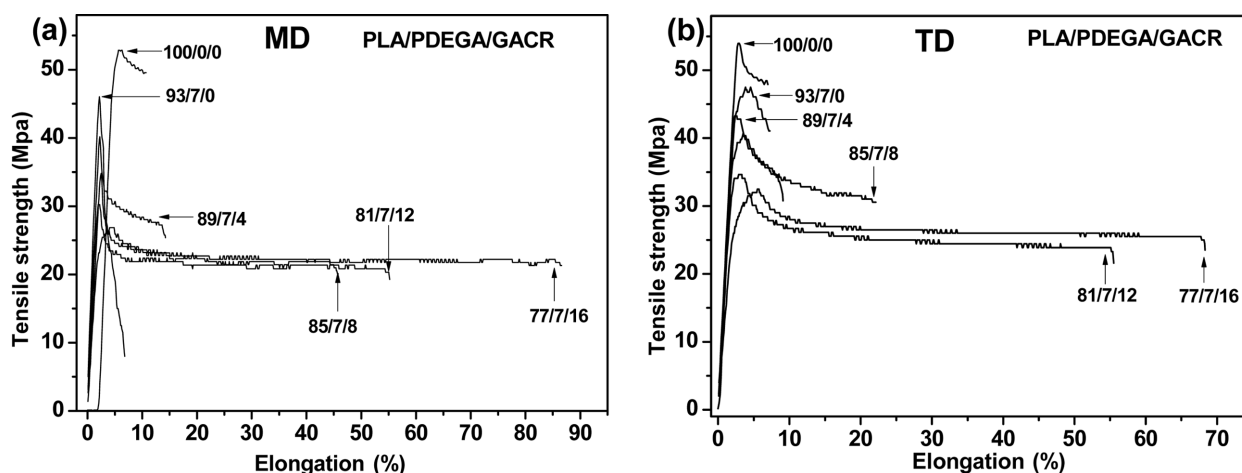 (a)
MD
PLA/PDEGA/GACR
100/0/0
93/7/0
89/7/4
81/7/12
85/7/8
77/7/16
Tensile strength (Mpa)
50
40
30
20
10
0
0 10 20 30 40 50 60 70 80 90
Elongation (%)
(b)
TD
PLA/PDEGA/GACR
100/0/0
93/7/0
89/7/4
85/7/8
81/7/12
77/7/16
Tensile strength (Mpa)
50
40
30
20
10
0
0 10 20 30 40 50 60 70
Elongation (%)